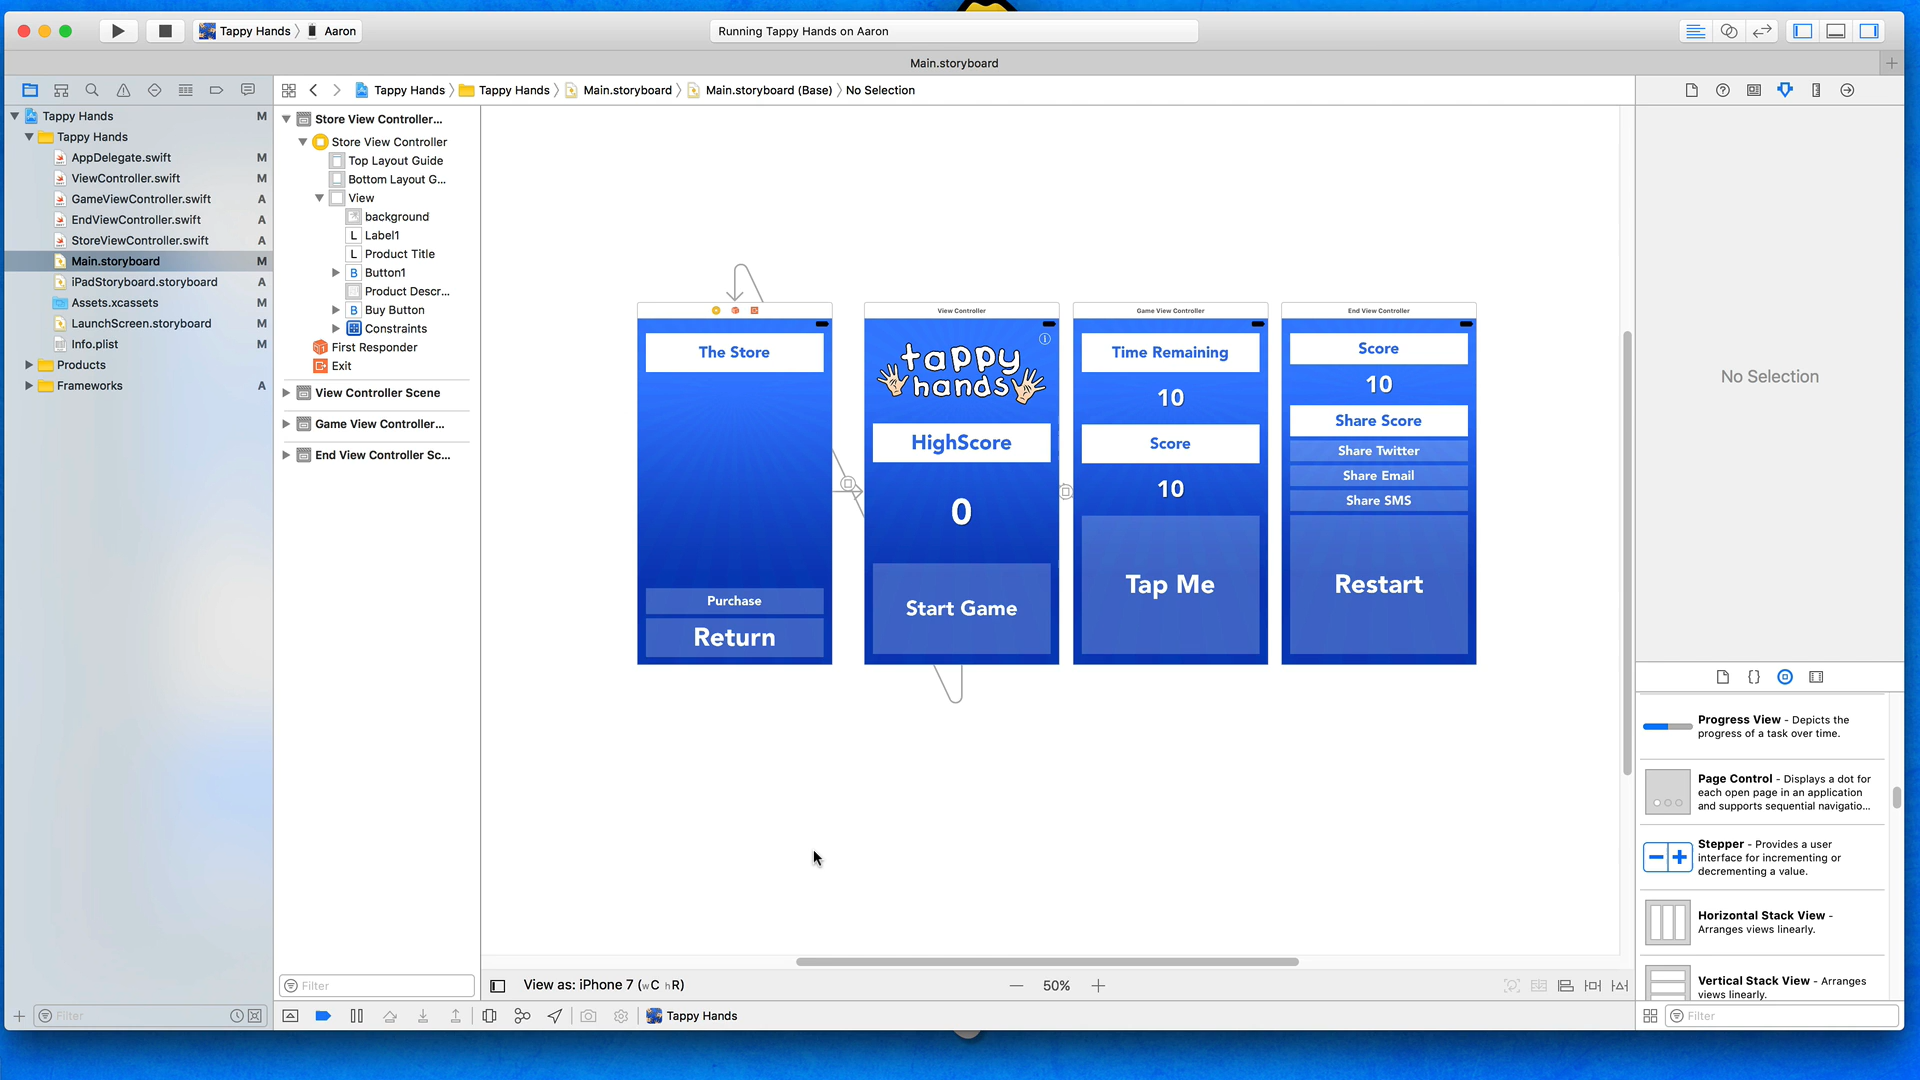 Tappy Hands
Aaron
Running Tappy Hands on Aaron
Main.storyboard
Tappy Hands
Tappy Hands
Main.storyboard
Main.storyboard (Base)
No Selection
Tappy Hands M
Tappy Hands
AppDelegate.swift M
ViewController.swift M
GameViewController.swift A
EndViewController.swift A
StoreViewController.swift A
Main.storyboard M
iPadStoryboard.storyboard A
Assets.xcassets M
LaunchScreen.storyboard M
Info.plist M
Products
Frameworks A
Filter
Store View Controller...
Store View Controller
Top Layout Guide
Bottom Layout G...
View
background
L Label1
L Product Title
B Button1
Product Descr...
B Buy Button
Constraints
First Responder
Exit
View Controller Scene
Game View Controller...
End View Controller Sc...
Filter
The Store
Purchase
Return
View Controller
tappy
hands
HighScore
0
Start Game
Game View Controller
Time Remaining
10
Score
10
Tap Me
End View Controller
Score
10
Share Score
Share Twitter
Share Email
Share SMS
Restart
View as: iPhone 7 (wC hR)
50%
Tappy Hands
No Selection
Progress View - Depicts the
progress of a task over time.
Page Control - Displays a dot for
each open page in an application
and supports sequential navigatio...
Stepper - Provides a user
interface for incrementing or
decrementing a value.
Horizontal Stack View -
Arranges views linearly.
Vertical Stack View - Arranges
views linearly.
Filter